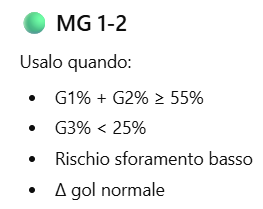 MG 1-2
Usalo quando:
• G1% + G2% ≥ 55%
• G3% < 25%
• Rischio sforamento basso
• Δ gol normale